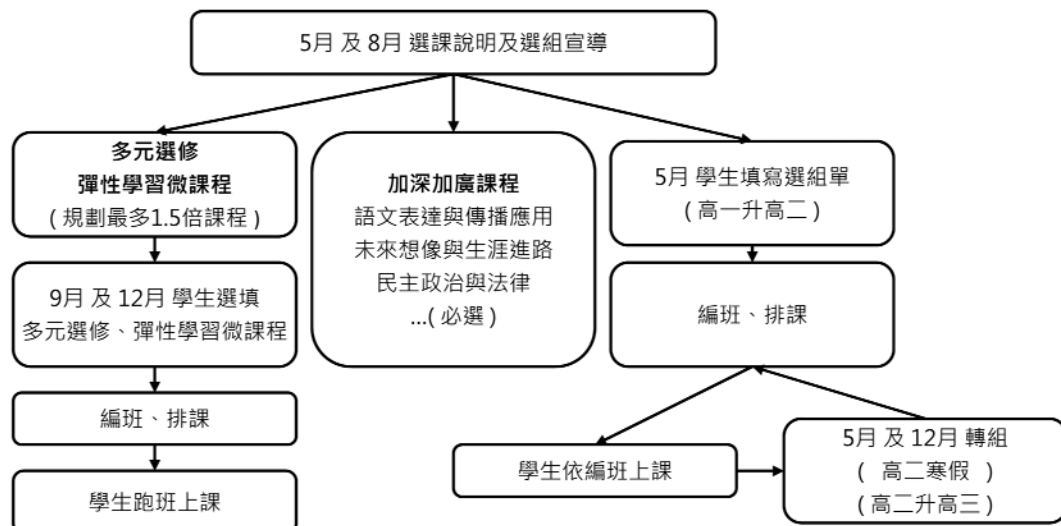 5月 及 8月 選課說明及選組宣導
多元選修
彈性學習微課程
( 規劃最多1.5倍課程 )
9月 及 12月 學生選填
多元選修、彈性學習微課程
編班、排課
學生跑班上課
加深加廣課程
語文表達與傳播應用
未來想像與生涯進路
民主政治與法律
...( 必選 )
5月 學生填寫選組單
( 高一升高二 )
編班、排課
學生依編班上課
5月 及 12月 轉組
( 高二寒假 )
( 高二升高三 )